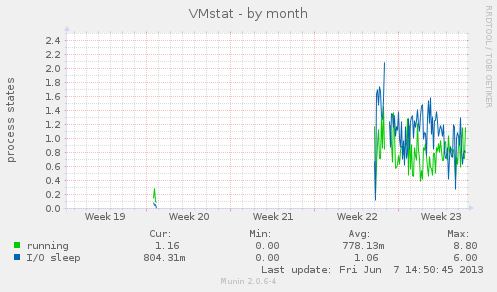 VMstat - by month
RRDTOOL / TOBI OETIKER
process states
2.4
2.2
2.0
1.8
1.6
1.4
1.2
1.0
0.8
0.6
0.4
0.2
0.0
Week 19 Week 20 Week 21 Week 22 Week 23
Cur: Min: Avg: Max:
running 1.16 0.00 778.13m 8.80
I/O sleep 804.31m 0.00 1.06 6.00
Last update: Fri Jun 7 14:50:45 2013
Munin 2.0.6-4